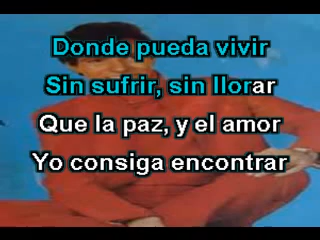 Donde pueda vivir
Sin sufrir, sin llorar
Que la paz, y el amor
Yo consiga encontrar